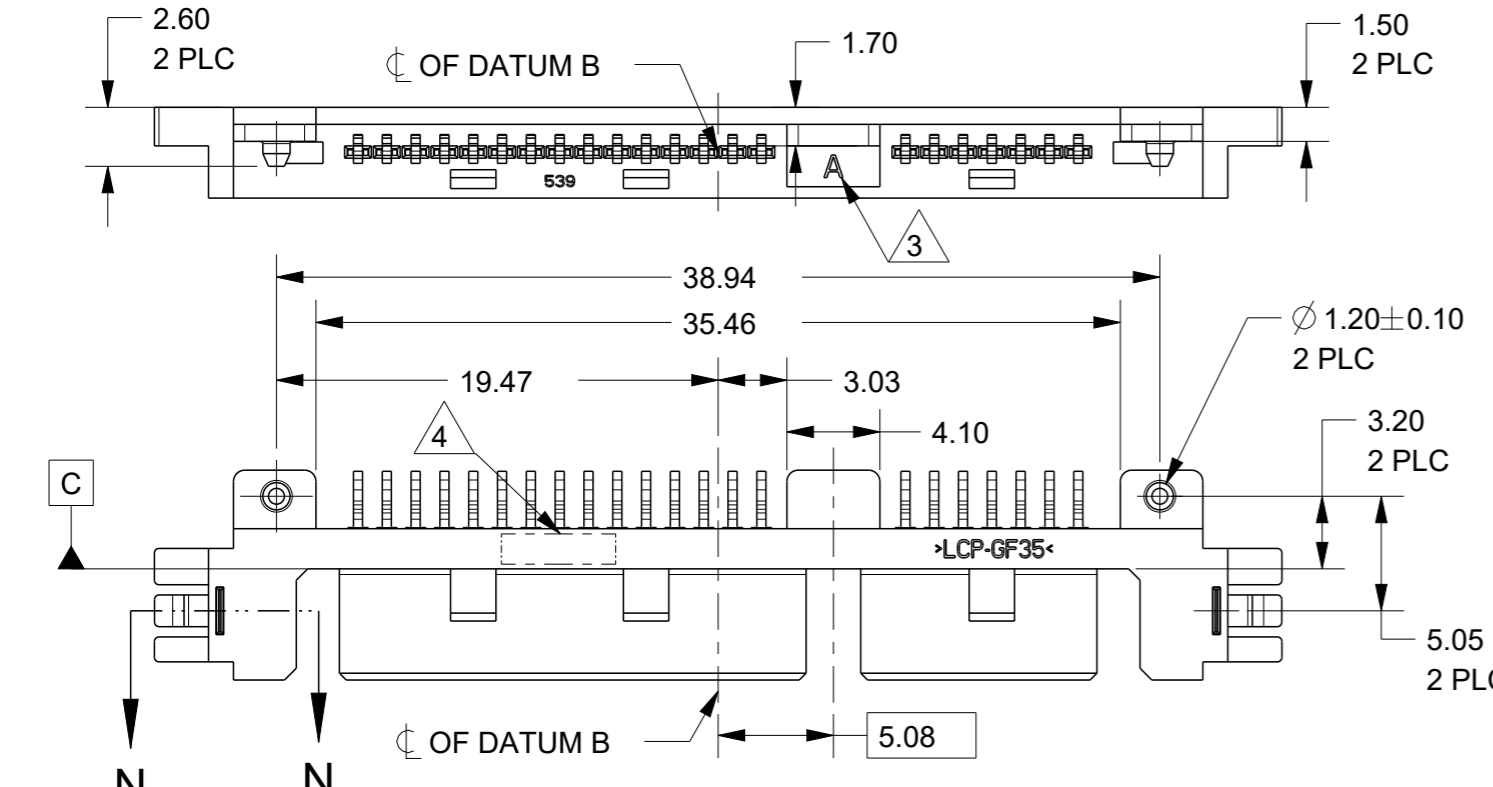 2.60
2 PLC
℄ OF DATUM B
1.70
1.50
2 PLC
539
A
3
38.94
35.46
⌀ 1.20±0.10
2 PLC
19.47
3.03
4
4.10
3.20
2 PLC
C
>LCP-GF35<
5.05
2 PLC
℄ OF DATUM B
5.08
N
N